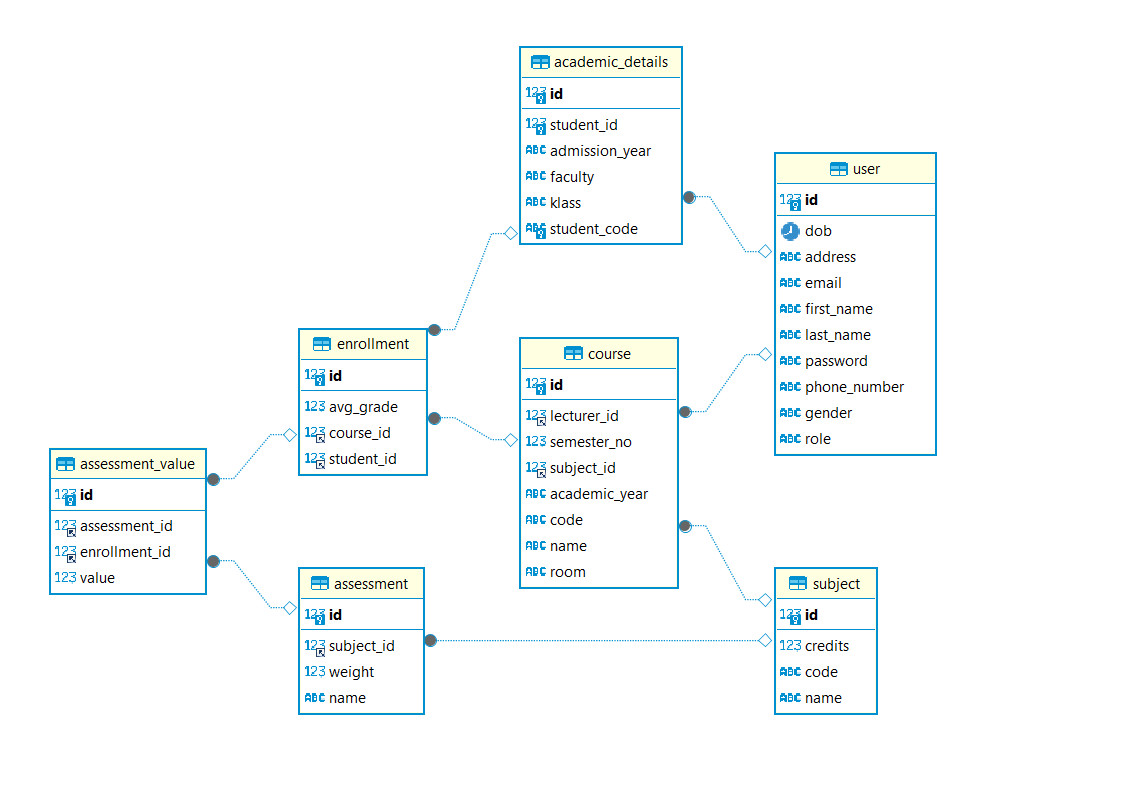 academic_details
id
student_id
admission_year
faculty
klass
student_code
user
id
dob
address
email
first_name
last_name
password
phone_number
gender
role
enrollment
id
avg_grade
course_id
student_id
course
id
lecturer_id
semester_no
subject_id
academic_year
code
name
room
assessment_value
id
assessment_id
enrollment_id
value
assessment
id
subject_id
weight
name
subject
id
credits
code
name